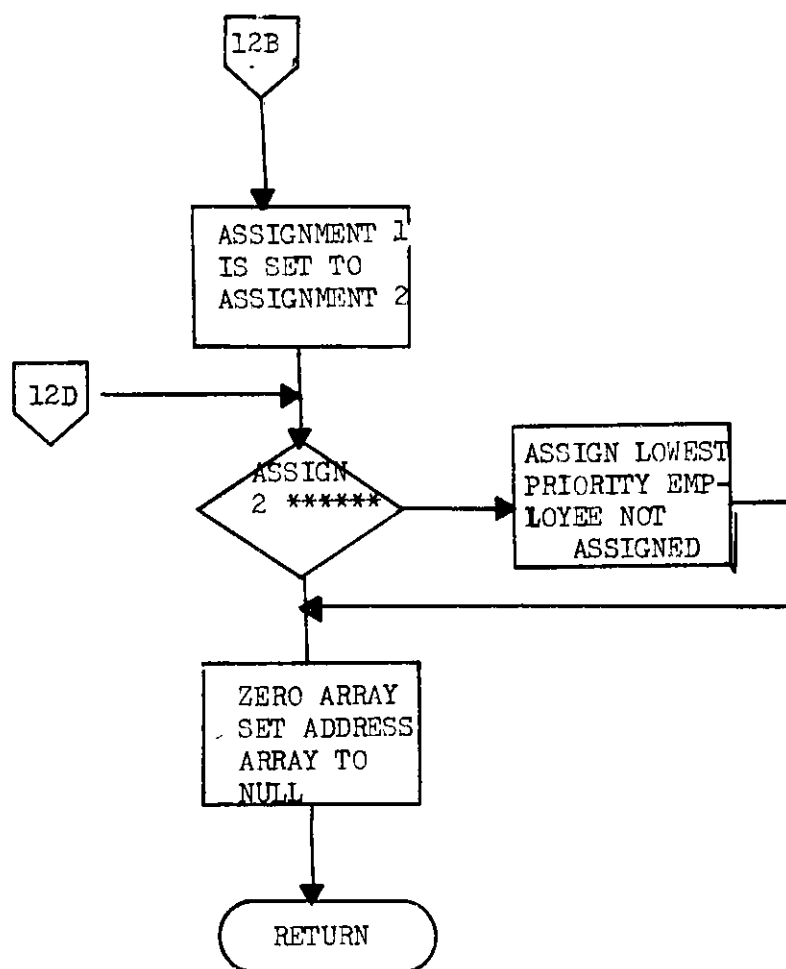 12B
ASSIGNMENT 1
IS SET TO
ASSIGNMENT 2
12D
ASSIGN
2 ******
ASSIGN LOWEST
PRIORITY EMP-
LOYEE NOT
ASSIGNED
ZERO ARRAY
SET ADDRESS
ARRAY TO
NULL
RETURN